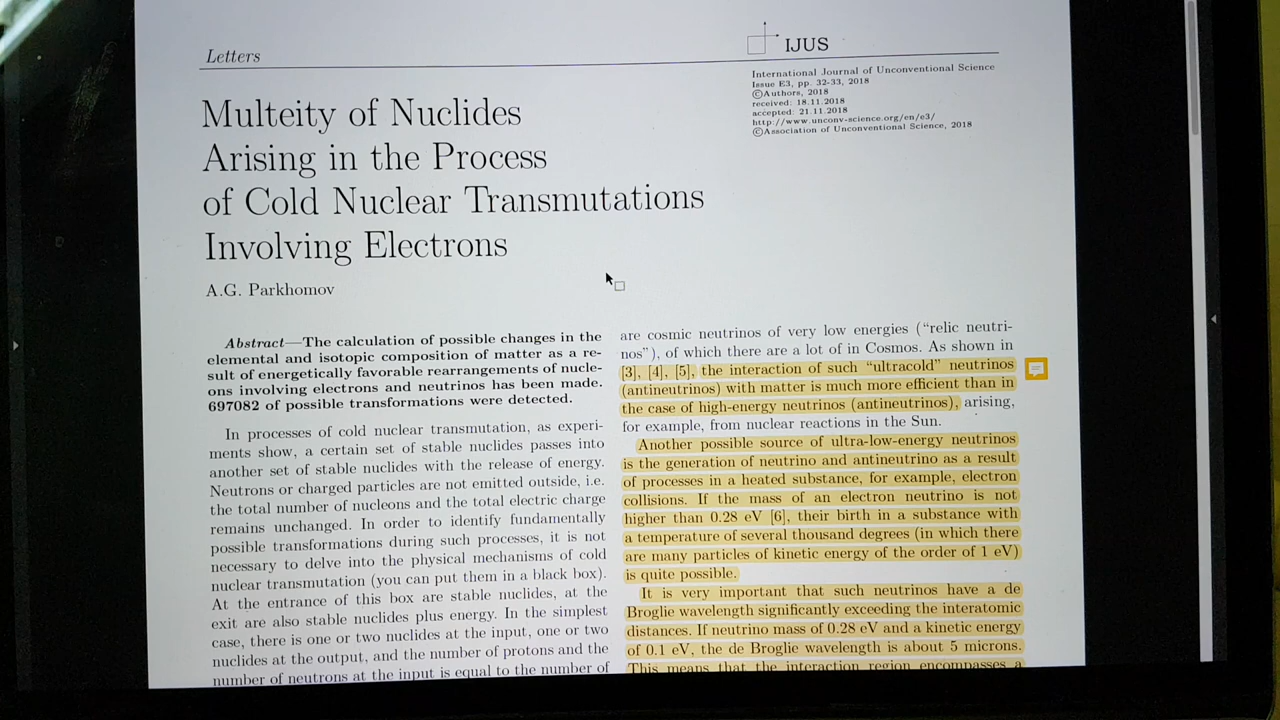 Letters
IJUS
International Journal of Unconventional Science
Issue E3, pp. 32-33, 2018
©Authors, 2018
received: 18.11.2018
accepted: 21.11.2018
http://www.unconv-science.org/en/e3/
©Association of Unconventional Science, 2018
Multeity of Nuclides
Arising in the Process
of Cold Nuclear Transmutations
Involving Electrons
A.G. Parkhomov
Abstract—The calculation of possible changes in the
elemental and isotopic composition of matter as a re-
sult of energetically favorable rearrangements of nucle-
ons involving electrons and neutrinos has been made.
697082 of possible transformations were detected.
In processes of cold nuclear transmutation, as experi-
ments show, a certain set of stable nuclides passes into
another set of stable nuclides with the release of energy.
Neutrons or charged particles are not emitted outside, i.e.
the total number of nucleons and the total electric charge
remains unchanged. In order to identify fundamentally
possible transformations during such processes, it is not
necessary to delve into the physical mechanisms of cold
nuclear transmutation (you can put them in a black box).
At the entrance of this box are stable nuclides, at the
exit are also stable nuclides plus energy. In the simplest
case, there is one or two nuclides at the input, one or two
nuclides at the output, and the number of protons and the
number of neutrons at the input is equal to the number of
are cosmic neutrinos of very low energies (“relic neutri-
nos”), of which there are a lot of in Cosmos. As shown in
[3], [4], [5], the interaction of such “ultracold” neutrinos
(antineutrinos) with matter is much more efficient than in
the case of high-energy neutrinos (antineutrinos), arising,
for example, from nuclear reactions in the Sun.
Another possible source of ultra-low-energy neutrinos
is the generation of neutrino and antineutrino as a result
of processes in a heated substance, for example, electron
collisions. If the mass of an electron neutrino is not
higher than 0.28 eV [6], their birth in a substance with
a temperature of several thousand degrees (in which there
are many particles of kinetic energy of the order of 1 eV)
is quite possible.
It is very important that such neutrinos have a de
Broglie wavelength significantly exceeding the interatomic
distances. If neutrino mass of 0.28 eV and a kinetic energy
of 0.1 eV, the de Broglie wavelength is about 5 microns.
This means that the interaction region encompasses a